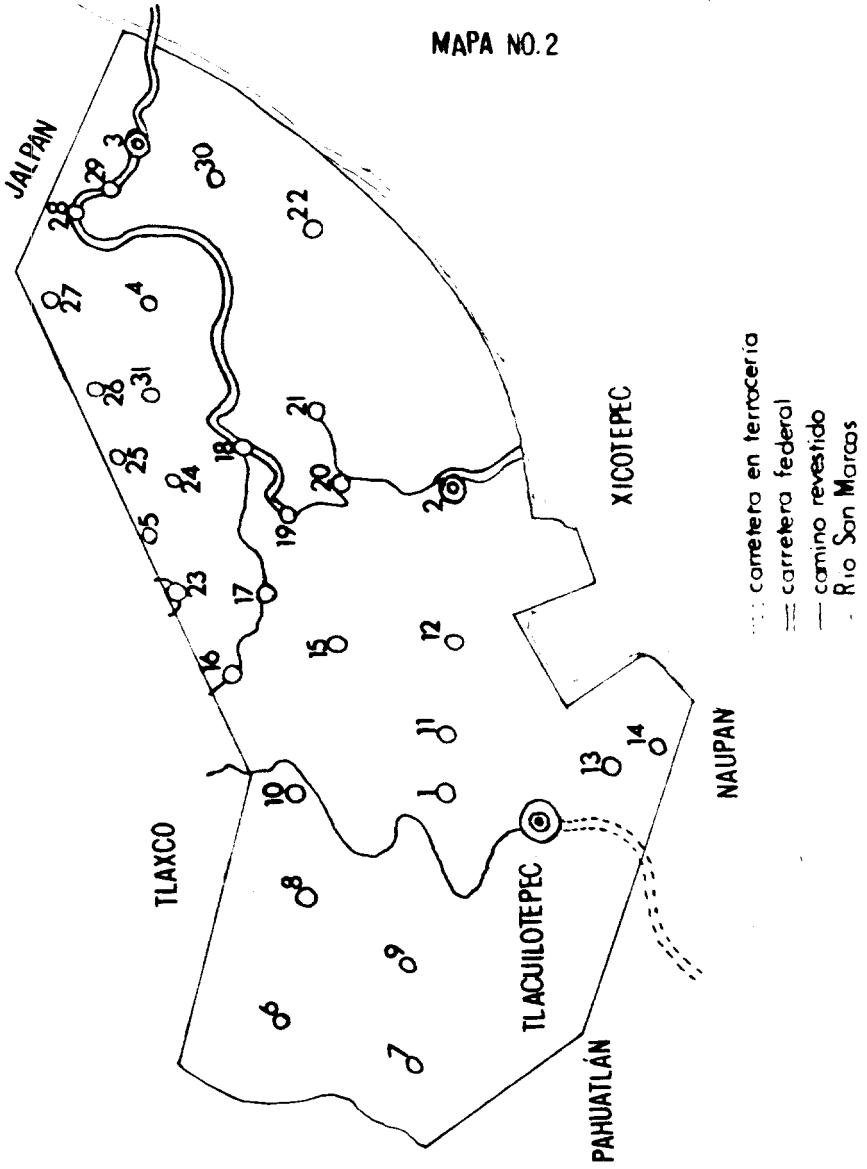 MAPA NO. 2
JALPÁN
TLAXCO
XICOTEPEC
NAUPAN
PAHUATLÁN
TLACUILOTEPEC
1
2
3
4
5
6
7
8
9
10
11
12
13
14
15
16
17
18
19
20
21
22
23
24
25
26
27
28
29
30
31
carretera en terracería
carretera federal
camino revestido
Rio San Marcos